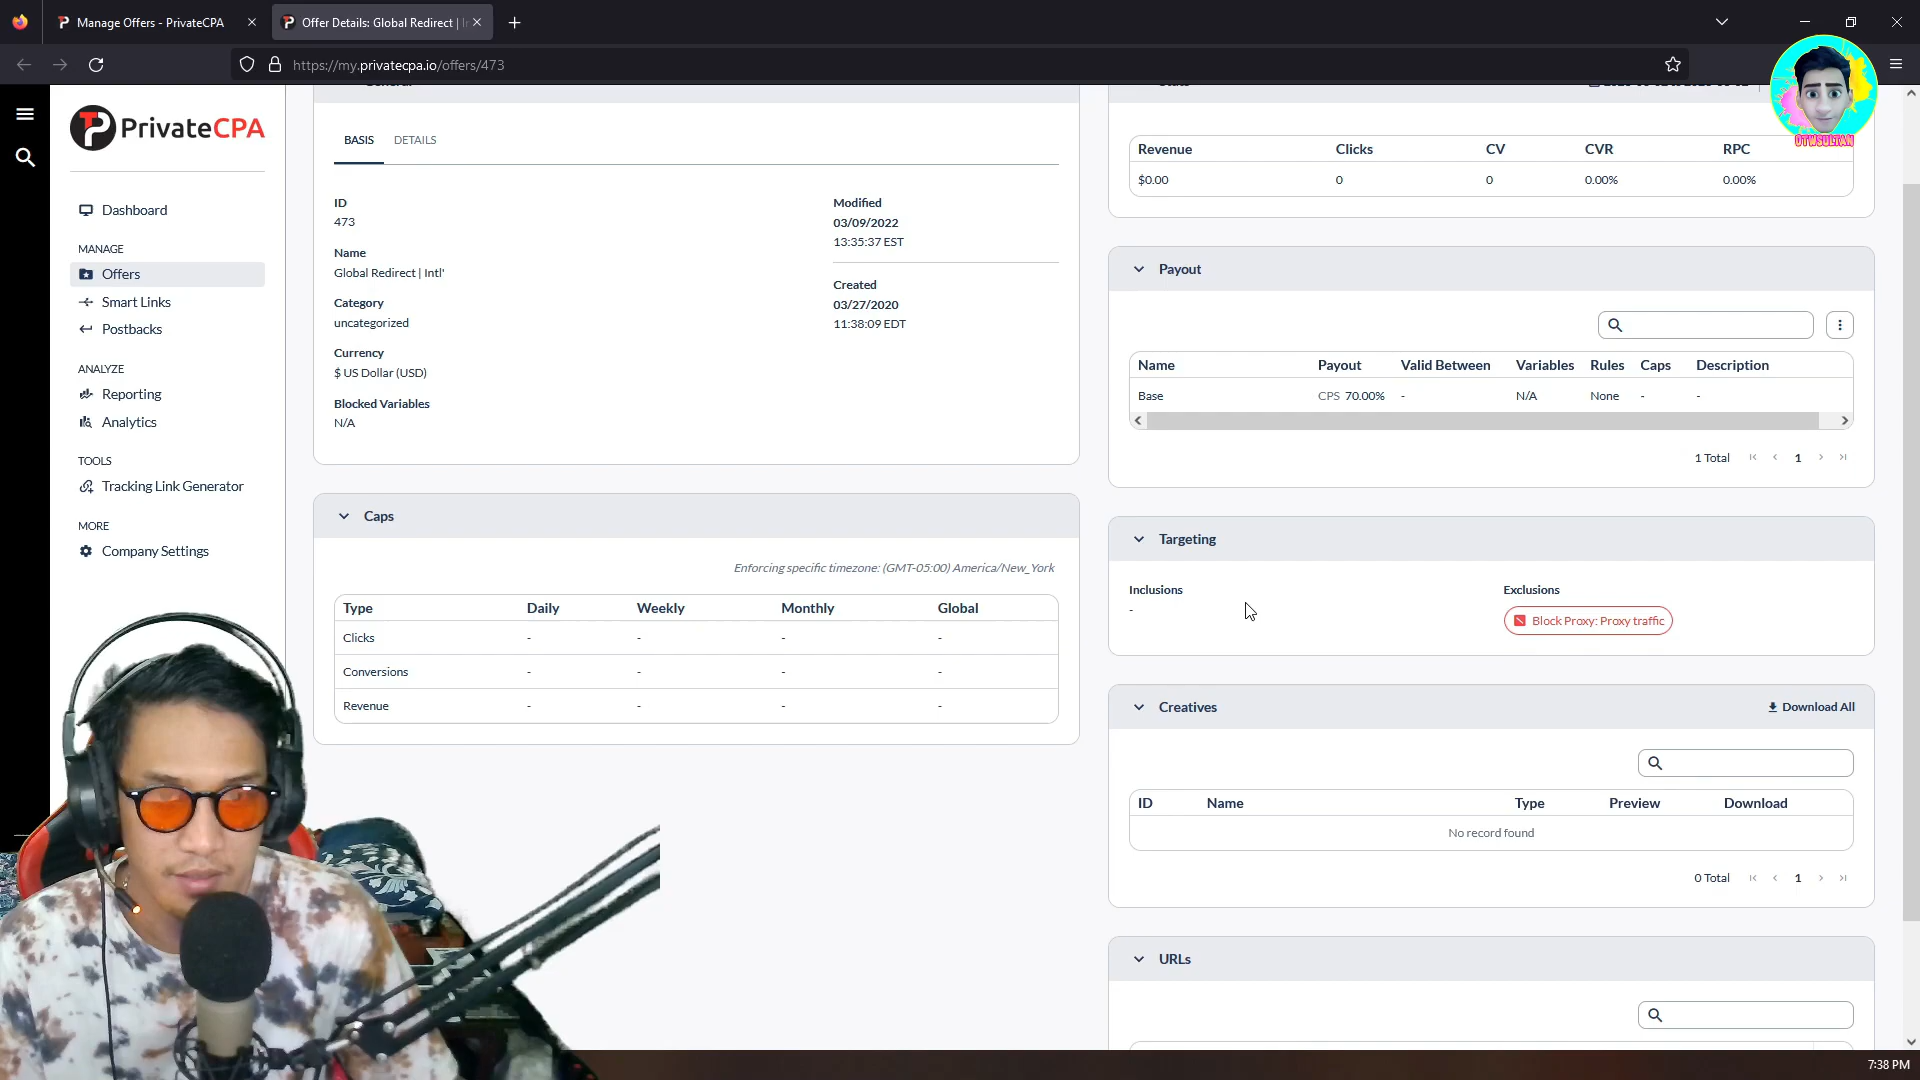 Manage Offers - PrivateCPA
Offer Details: Global Redirect |
https://my.privatecpa.io/offers/473
OTWSULTAN
PrivateCPA
Dashboard
MANAGE
Offers
Smart Links
Postbacks
ANALYZE
Reporting
Analytics
TOOLS
Tracking Link Generator
MORE
Company Settings
BASIS
DETAILS
ID
473
Name
Global Redirect | Intl'
Category
uncategorized
Currency
$ US Dollar (USD)
Blocked Variables
N/A
Modified
03/09/2022
13:35:37 EST
Created
03/27/2020
11:38:09 EDT
Caps
Enforcing specific timezone: (GMT-05:00) America/New_York
Type Daily Weekly Monthly Global
Clicks - - - -
Conversions - - - -
Revenue - - - -
Revenue Clicks CV CVR RPC
$0.00 0 0 0.00% 0.00%
Payout
Name Payout Valid Between Variables Rules Caps Description
Base CPS 70.00% - N/A None - -
1 Total 1
Targeting
Inclusions
-
Exclusions
Block Proxy: Proxy traffic
Creatives
Download All
ID Name Type Preview Download
No record found
0 Total 1
URLs
7:38 PM